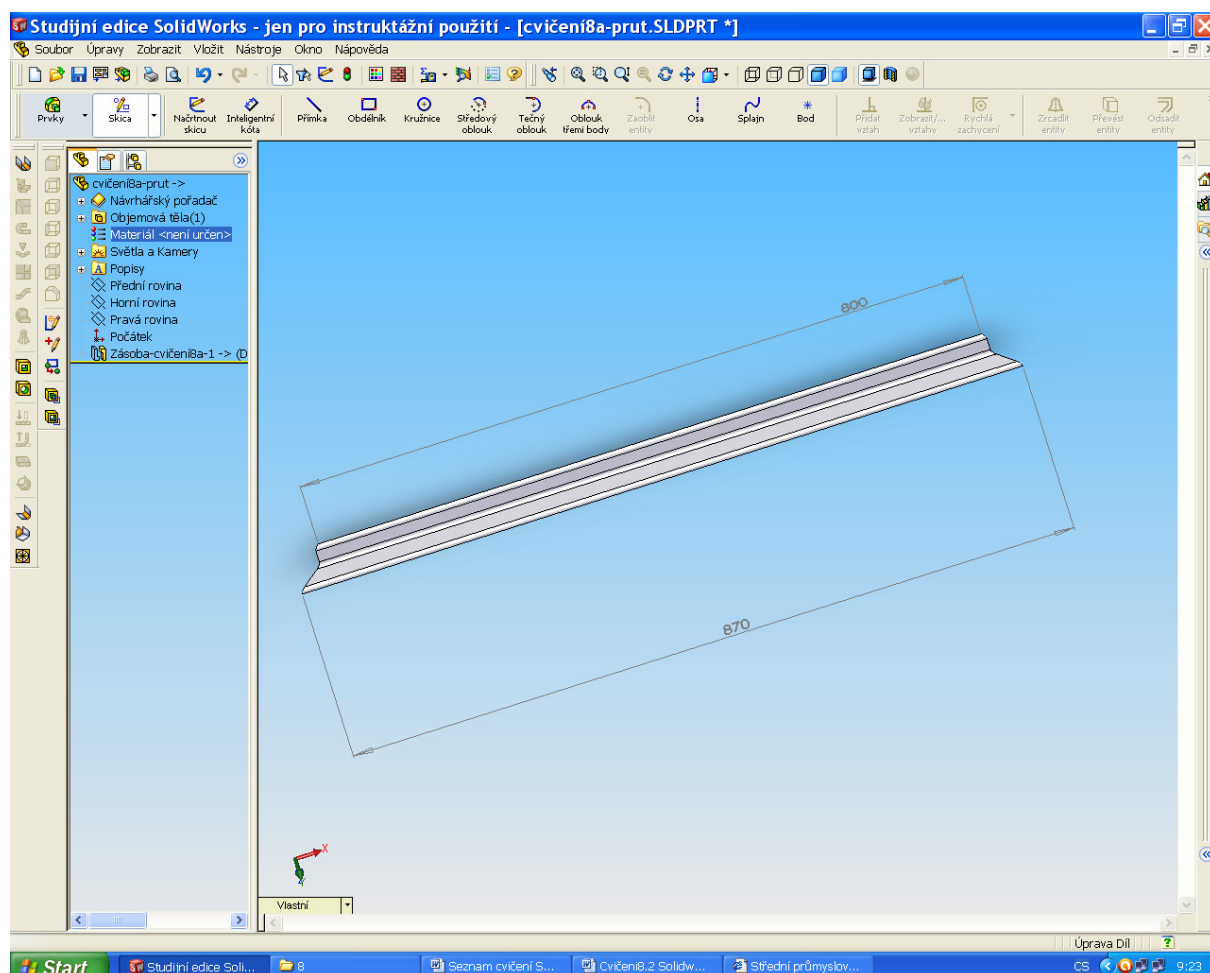 Studijní edice SolidWorks - jen pro instruktážní použití - [cvičení8a-prut.SLDPRT *]
Soubor Úpravy Zobrazit Vložit Nástroje Okno Nápověda
Prvky
Skica
Načrtnout skicu
Inteligentní kóta
Přímka
Obdélník
Kružnice
Středový oblouk
Tečný oblouk
Oblouk třemi body
Zaoblit entity
Osa
Splajn
Bod
Přidat vztah
Zobrazit/... vztahy
Rychlá zachycení
Zrcadlit entity
Převést entity
Odsadit entity
cvičení8a-prut ->
Návrhářský pořadač
Objemová těla(1)
Materiál <není určen>
Světla a Kamery
A Popisy
Přední rovina
Horní rovina
Pravá rovina
Počátek
Zásoba-cvičení8a-1 -> (D
800
870
X
Y
Vlastní
Úprava Díl
Start
Studijní edice Soli...
8
Seznam cvičení S...
Cvičeni8.2 Solidw...
Střední průmyslov...
CS
9:23